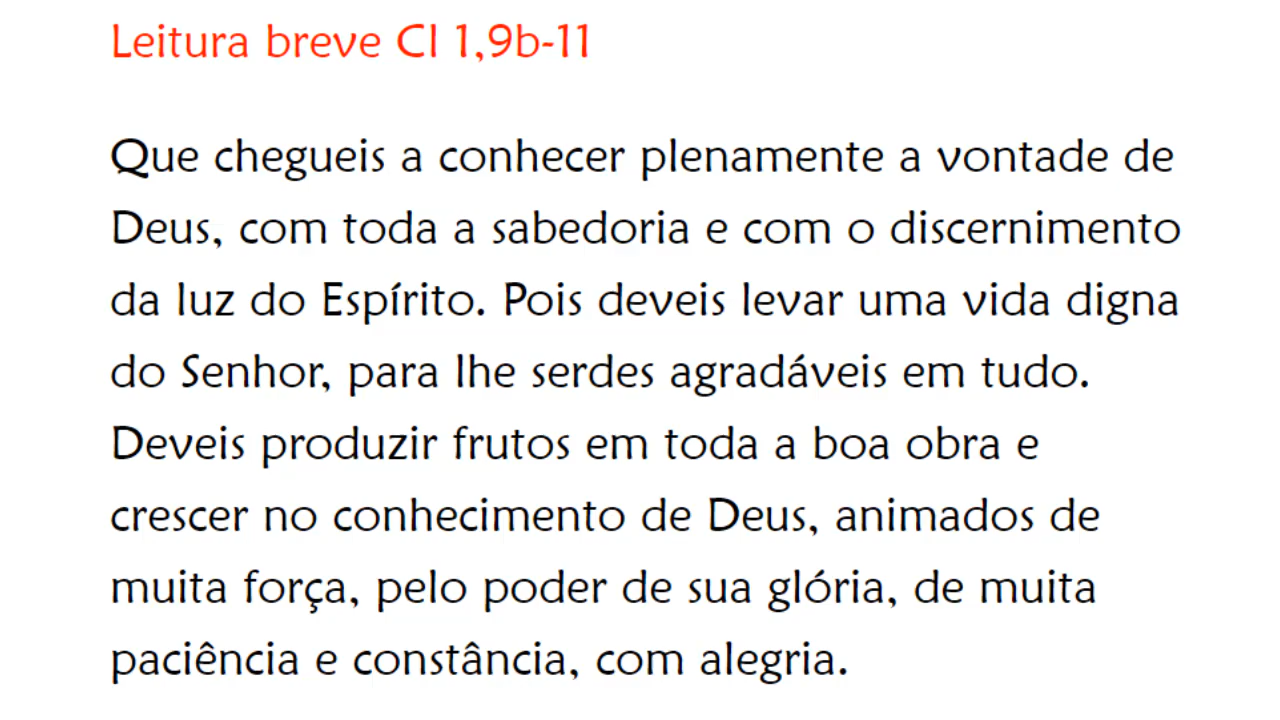 Leitura breve Cl 1,9b-11
Que chegueis a conhecer plenamente a vontade de
Deus, com toda a sabedoria e com o discernimento
da luz do Espírito. Pois deveis levar uma vida digna
do Senhor, para lhe serdes agradáveis em tudo.
Deveis produzir frutos em toda a boa obra e
crescer no conhecimento de Deus, animados de
muita força, pelo poder de sua glória, de muita
paciência e constância, com alegria.